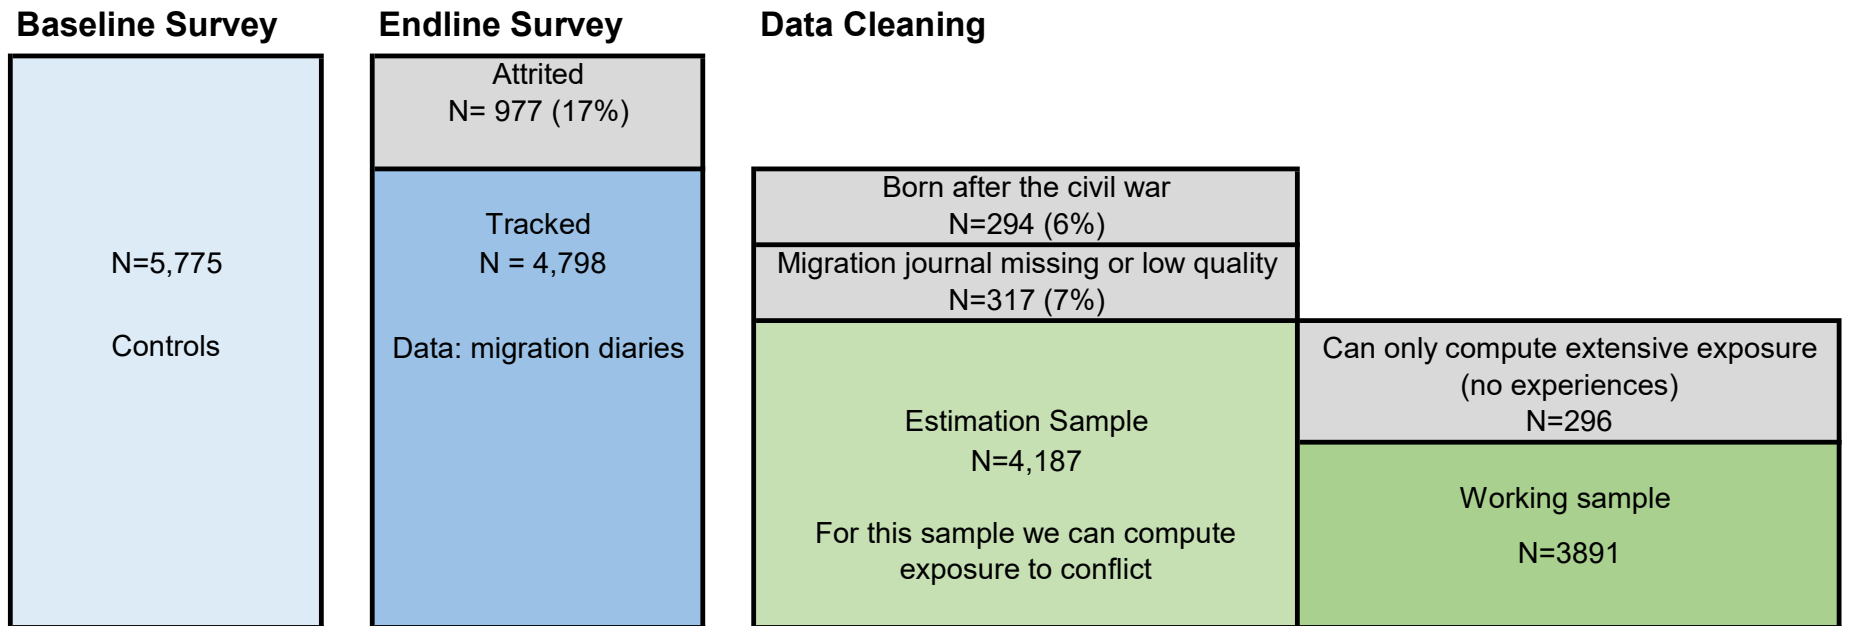 Baseline Survey
Endline Survey
Data Cleaning
N=5,775
Controls
Attrited
N= 977 (17%)
Tracked
N = 4,798
Data: migration diaries
Born after the civil war
N=294 (6%)
Migration journal missing or low quality
N=317 (7%)
Estimation Sample
N=4,187
For this sample we can compute
exposure to conflict
Can only compute extensive exposure
(no experiences)
N=296
Working sample
N=3891